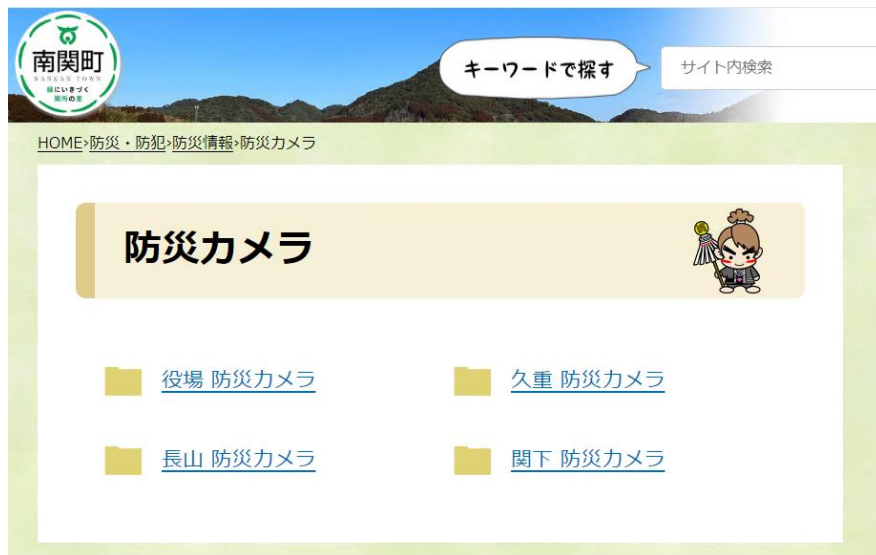 南関町
NANKAN TOWN
緑にいきづく
関所の里
キーワードで探す
サイト内検索
HOME›防災・防犯›防災情報›防災カメラ
防災カメラ
役場 防災カメラ
久重 防災カメラ
長山 防災カメラ
関下 防災カメラ